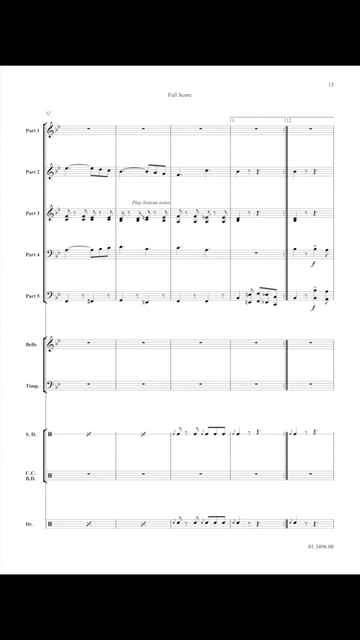 13
Full Score
52
1.
2.
Part 1
Part 2
Play bottom notes
Part 3
Part 4
f
Part 5
f
Bells
Timp.
S. D.
C.C.
B.D.
Dr.
01.3496.08